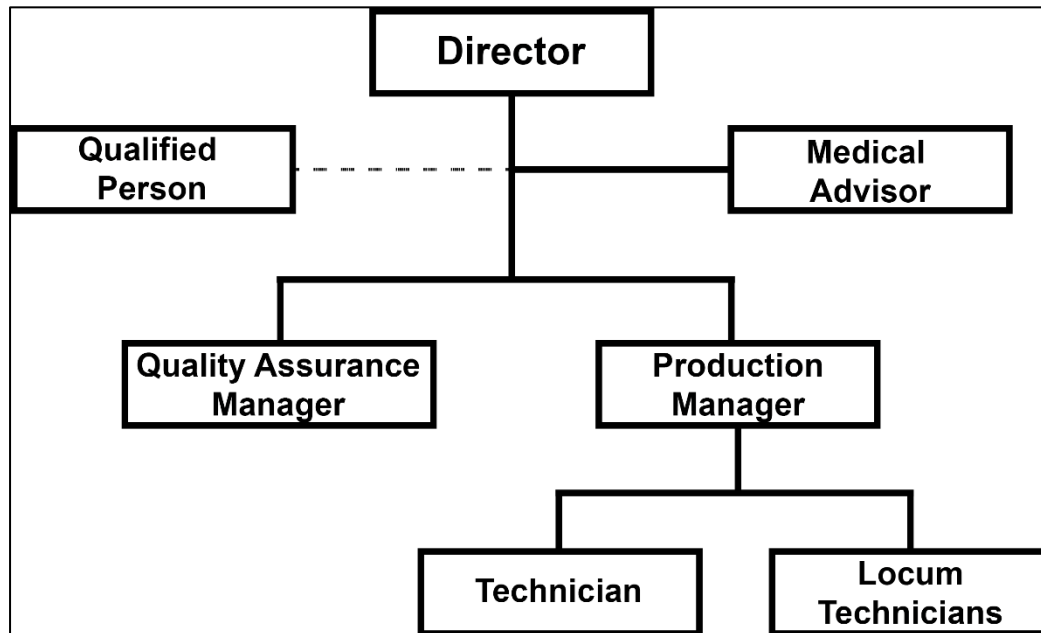 Director
Qualified
Person
Medical
Advisor
Quality Assurance
Manager
Production
Manager
Technician
Locum
Technicians